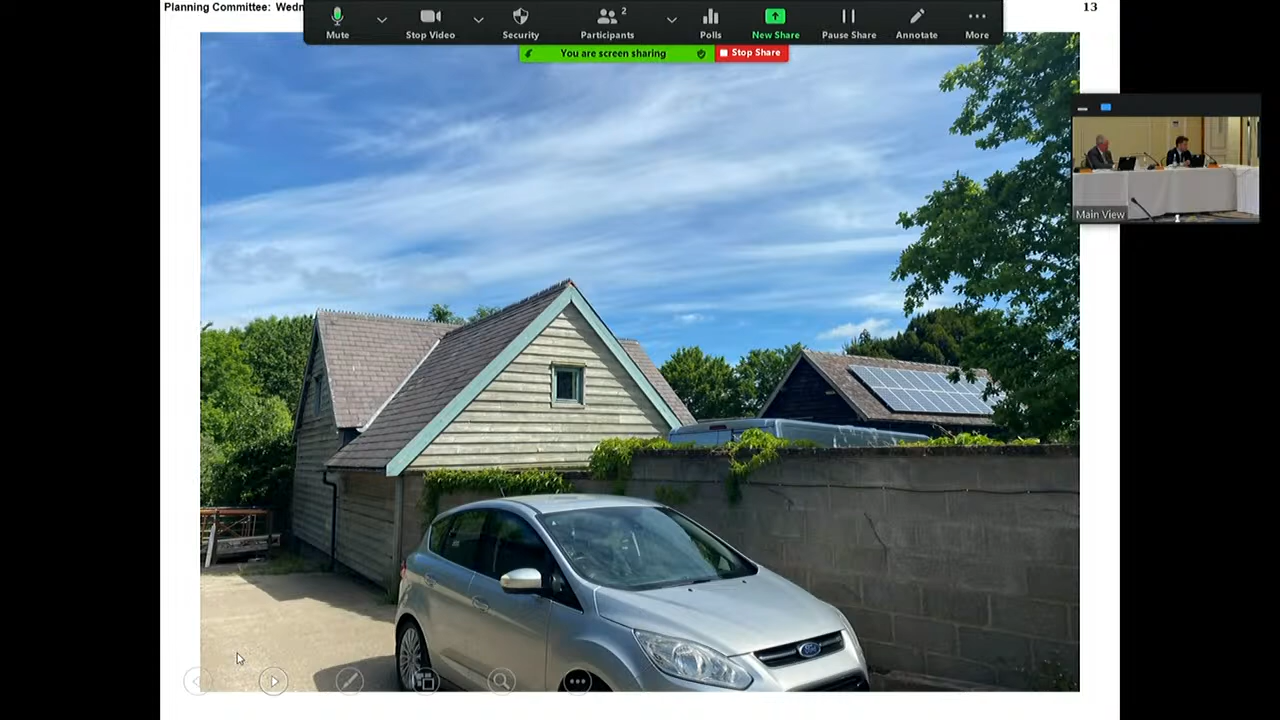 Planning Committee: Wedn
13
2
Mute
Stop Video
Security
Participants
Polls
New Share
Pause Share
Annotate
More
You are screen sharing
Stop Share
Main View
Ford